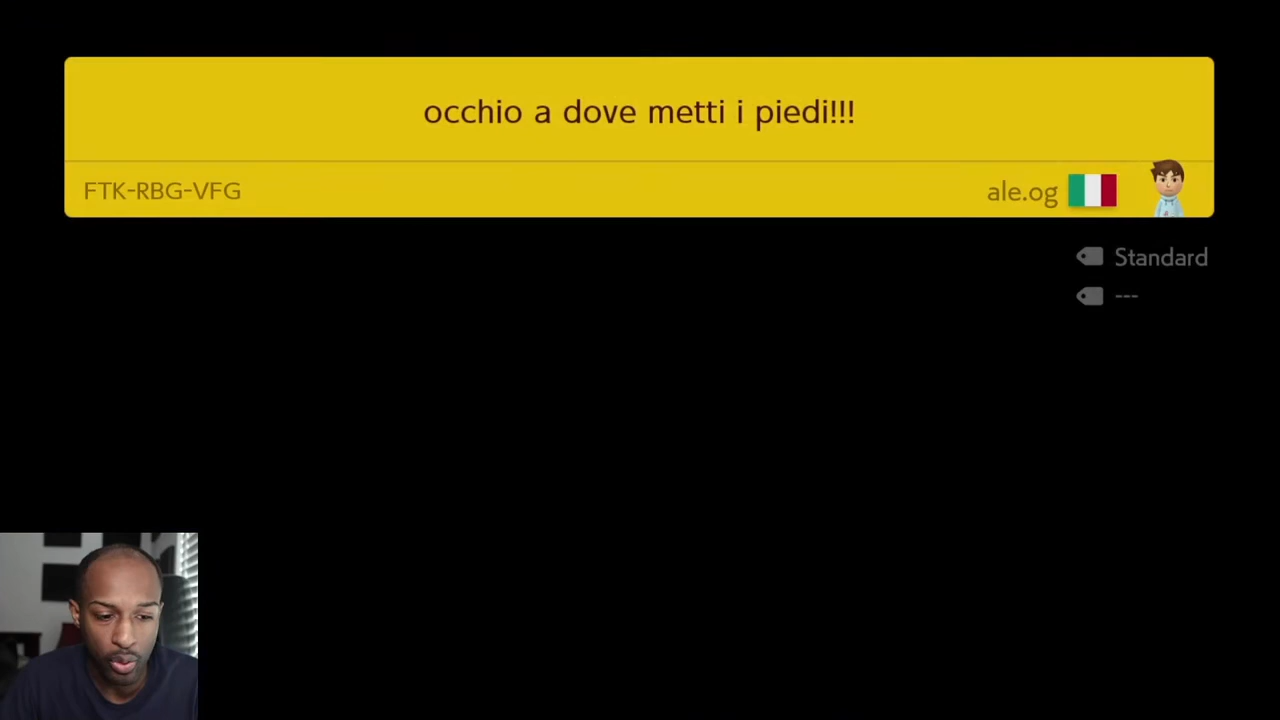 occhio a dove metti i piedi!!!
FTK-RBG-VFG
ale.og
Standard
---